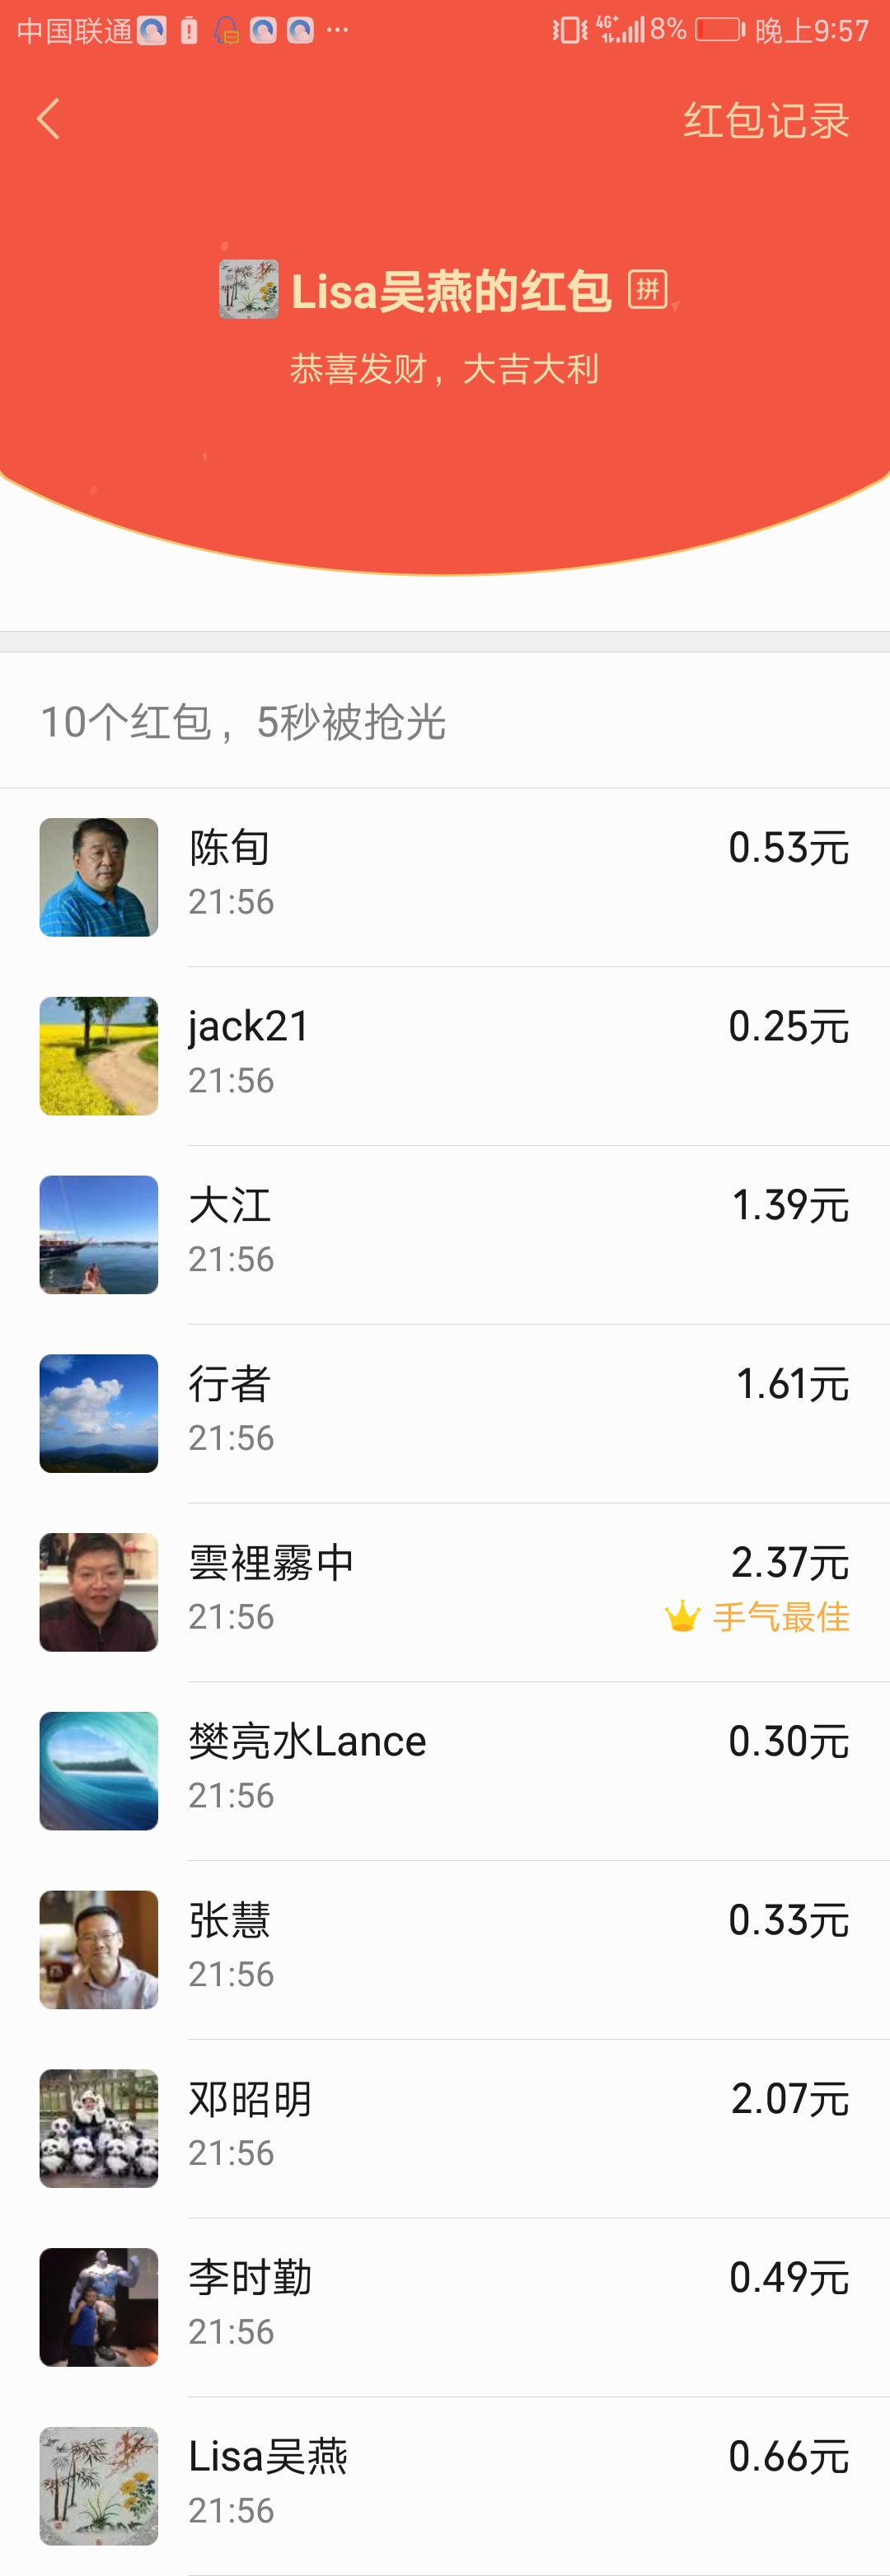 中国联通 4G+ 8% 晚上9:57
红包记录
Lisa吴燕的红包 拼
恭喜发财，大吉大利
10个红包，5秒被抢光
陈旬 0.53元
21:56
jack21 0.25元
21:56
大江 1.39元
21:56
行者 1.61元
21:56
雲裡霧中 2.37元
21:56 手气最佳
樊亮水Lance 0.30元
21:56
张慧 0.33元
21:56
邓昭明 2.07元
21:56
李时勤 0.49元
21:56
Lisa吴燕 0.66元
21:56